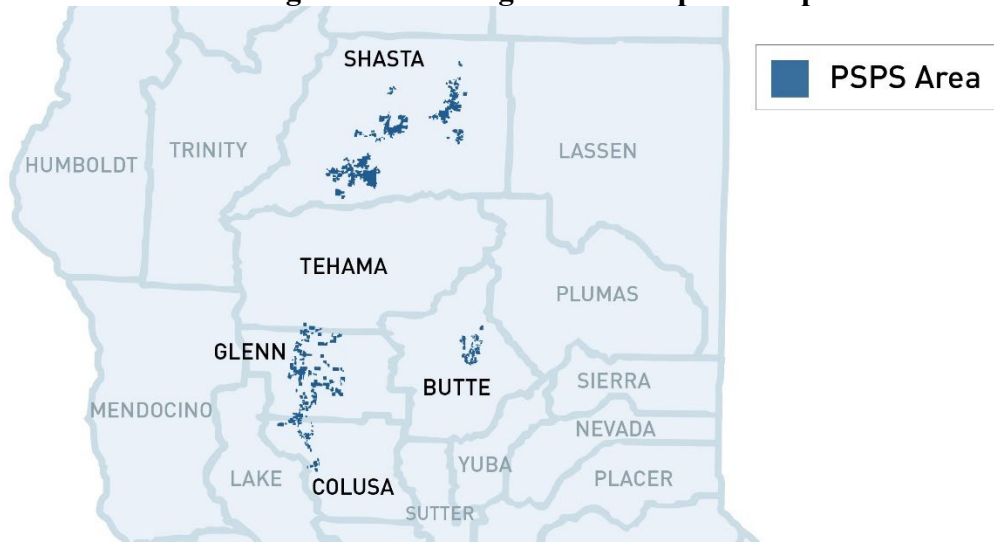 SHASTA
PSPS Area
HUMBOLDT
TRINITY
LASSEN
TEHAMA
PLUMAS
GLENN
BUTTE
SIERRA
MENDOCINO
NEVADA
LAKE
COLUSA
YUBA
PLACER
SUTTER